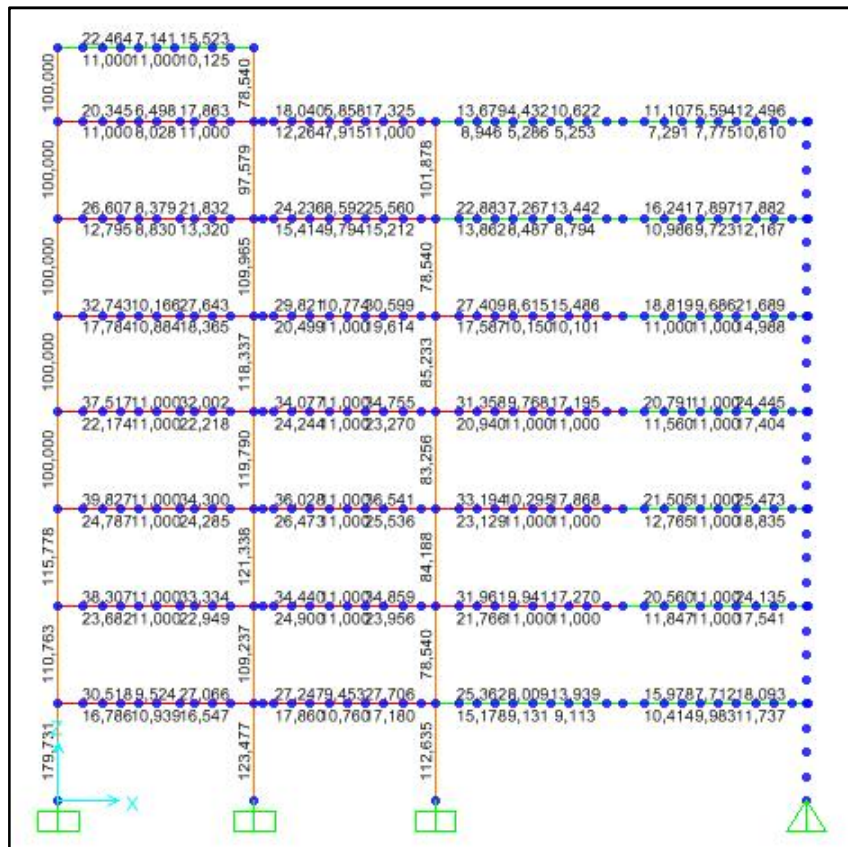 22,464 7,141 15,523
11,000 11,000 10,125
100,000
78,540
20,345 6,498 17,863 18,040 5,858 17,325 13,679 4,432 10,622 11,107 5,594 12,496
11,000 8,028 11,000 12,264 7,915 11,000 8,946 5,286 5,253 7,291 7,775 10,610
100,000
97,579
101,878
26,607 8,379 21,832 24,236 8,592 25,560 22,883 7,267 13,442 16,241 7,897 17,882
12,795 8,830 13,320 15,414 9,794 15,212 13,862 8,487 8,794 10,986 9,723 12,167
100,000
109,965
78,540
32,743 10,166 27,643 29,821 10,774 30,599 27,409 8,615 15,486 18,819 9,686 21,689
17,784 10,884 18,365 20,499 11,000 19,614 17,587 10,150 10,101 11,000 11,000 14,988
100,000
118,337
85,233
37,517 11,000 32,002 34,077 11,000 34,755 31,358 9,768 17,195 20,791 11,000 24,445
22,174 11,000 22,218 24,244 11,000 23,270 20,940 11,000 11,000 11,560 11,000 17,404
100,000
119,790
83,256
39,827 11,000 34,300 36,028 11,000 36,541 33,194 10,295 17,868 21,505 11,000 25,473
24,787 11,000 24,285 26,473 11,000 25,536 23,129 11,000 11,000 12,765 11,000 18,835
115,778
121,338
84,188
38,307 11,000 33,334 34,440 11,000 34,859 31,961 9,941 17,270 20,560 11,000 24,135
23,682 11,000 22,949 24,900 11,000 23,956 21,766 11,000 11,000 11,847 11,000 17,541
110,763
109,237
78,540
30,518 9,524 27,066 27,247 9,453 27,706 25,362 8,009 13,939 15,978 7,712 18,093
16,786 10,939 16,547 17,860 10,760 17,180 15,178 9,131 9,113 10,414 9,983 11,737
179,731
123,477
112,635
Z
X